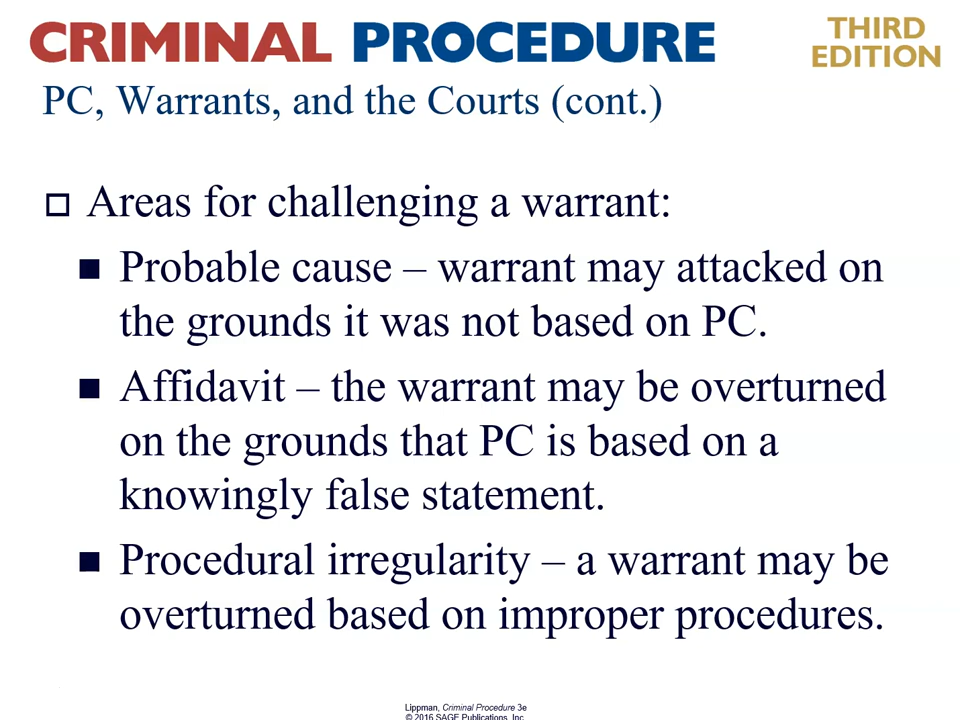 CRIMINAL PROCEDURE
THIRD
EDITION
PC, Warrants, and the Courts (cont.)
Areas for challenging a warrant:
Probable cause – warrant may attacked on
the grounds it was not based on PC.
Affidavit – the warrant may be overturned
on the grounds that PC is based on a
knowingly false statement.
Procedural irregularity – a warrant may be
overturned based on improper procedures.
Lippman, Criminal Procedure 3e
© 2016 SAGE Publications, Inc.